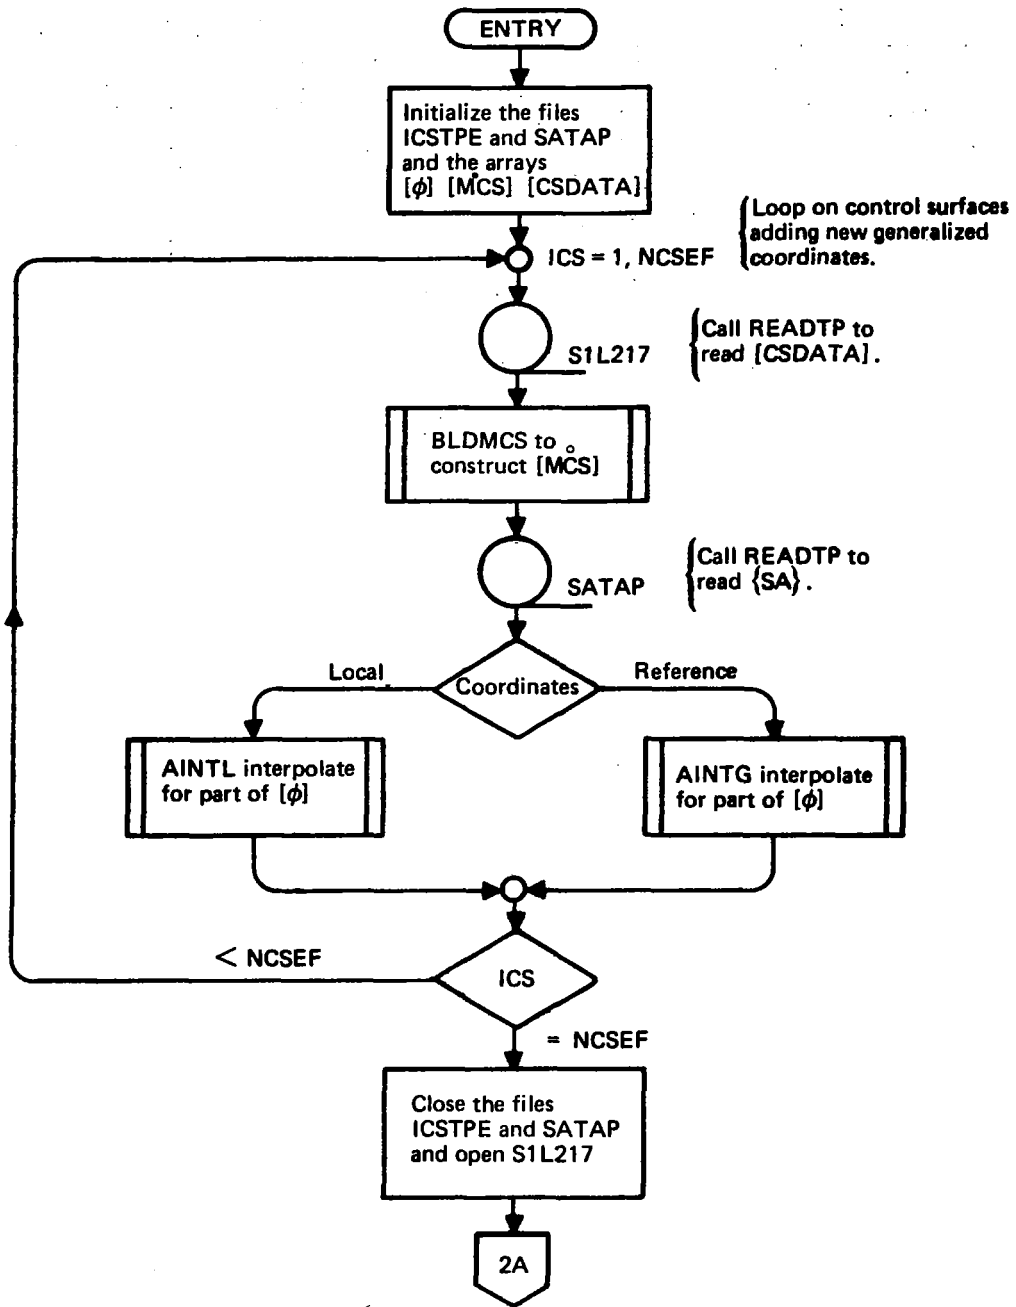 ENTRY
Initialize the files
ICSTPE and SATAP
and the arrays
[ϕ] [MCS] [CSDATA]
ICS = 1, NCSEF
Loop on control surfaces
adding new generalized
coordinates.
S1L217
Call READTP to
read [CSDATA].
BLDMCS to
construct [MCS]
SATAP
Call READTP to
read {SA}.
Local
Coordinates
Reference
AINTL interpolate
for part of [ϕ]
AINTG interpolate
for part of [ϕ]
< NCSEF
ICS
= NCSEF
Close the files
ICSTPE and SATAP
and open S1L217
2A